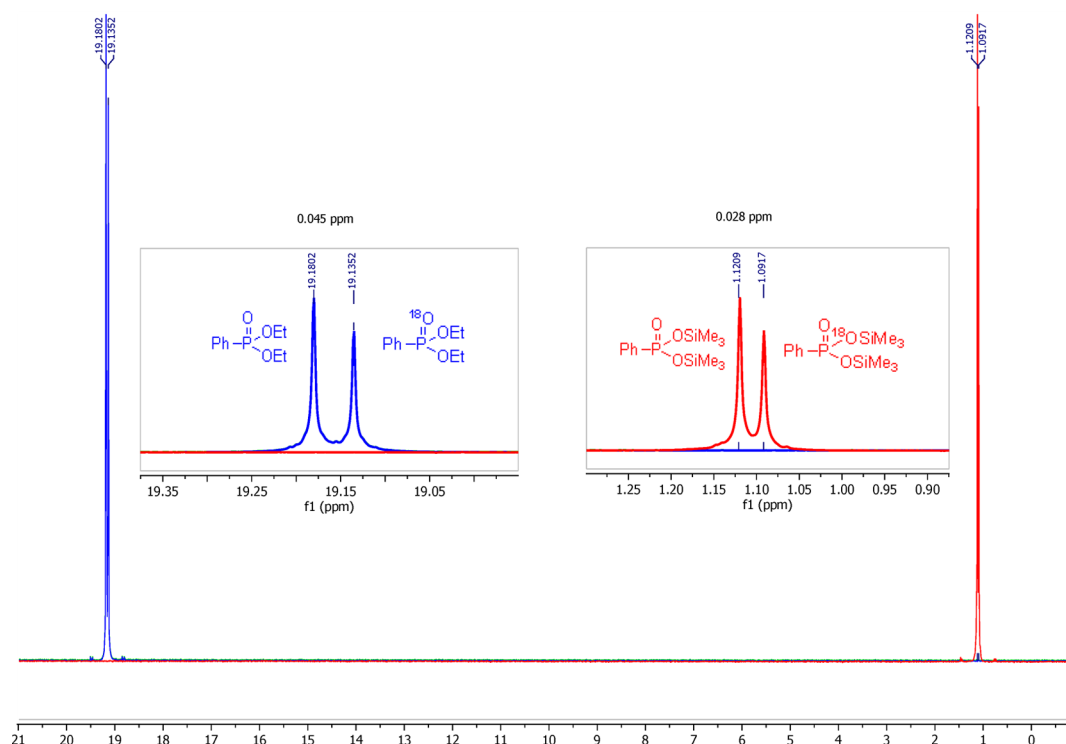 19.1802
19.1352
1.1209
1.0917
0.045 ppm
0.028 ppm
19.1802
19.1352
1.1209
1.0917
O
Ph-P
OEt
OEt
18O
Ph-P
OEt
OEt
O
Ph-P
OSiMe3
OSiMe3
O
Ph-P
18
OSiMe3
OSiMe3
19.35 19.25 19.15 19.05
f1 (ppm)
1.25 1.20 1.15 1.10 1.05 1.00 0.95 0.90
f1 (ppm)
21 20 19 18 17 16 15 14 13 12 11 10 9 8 7 6 5 4 3 2 1 0